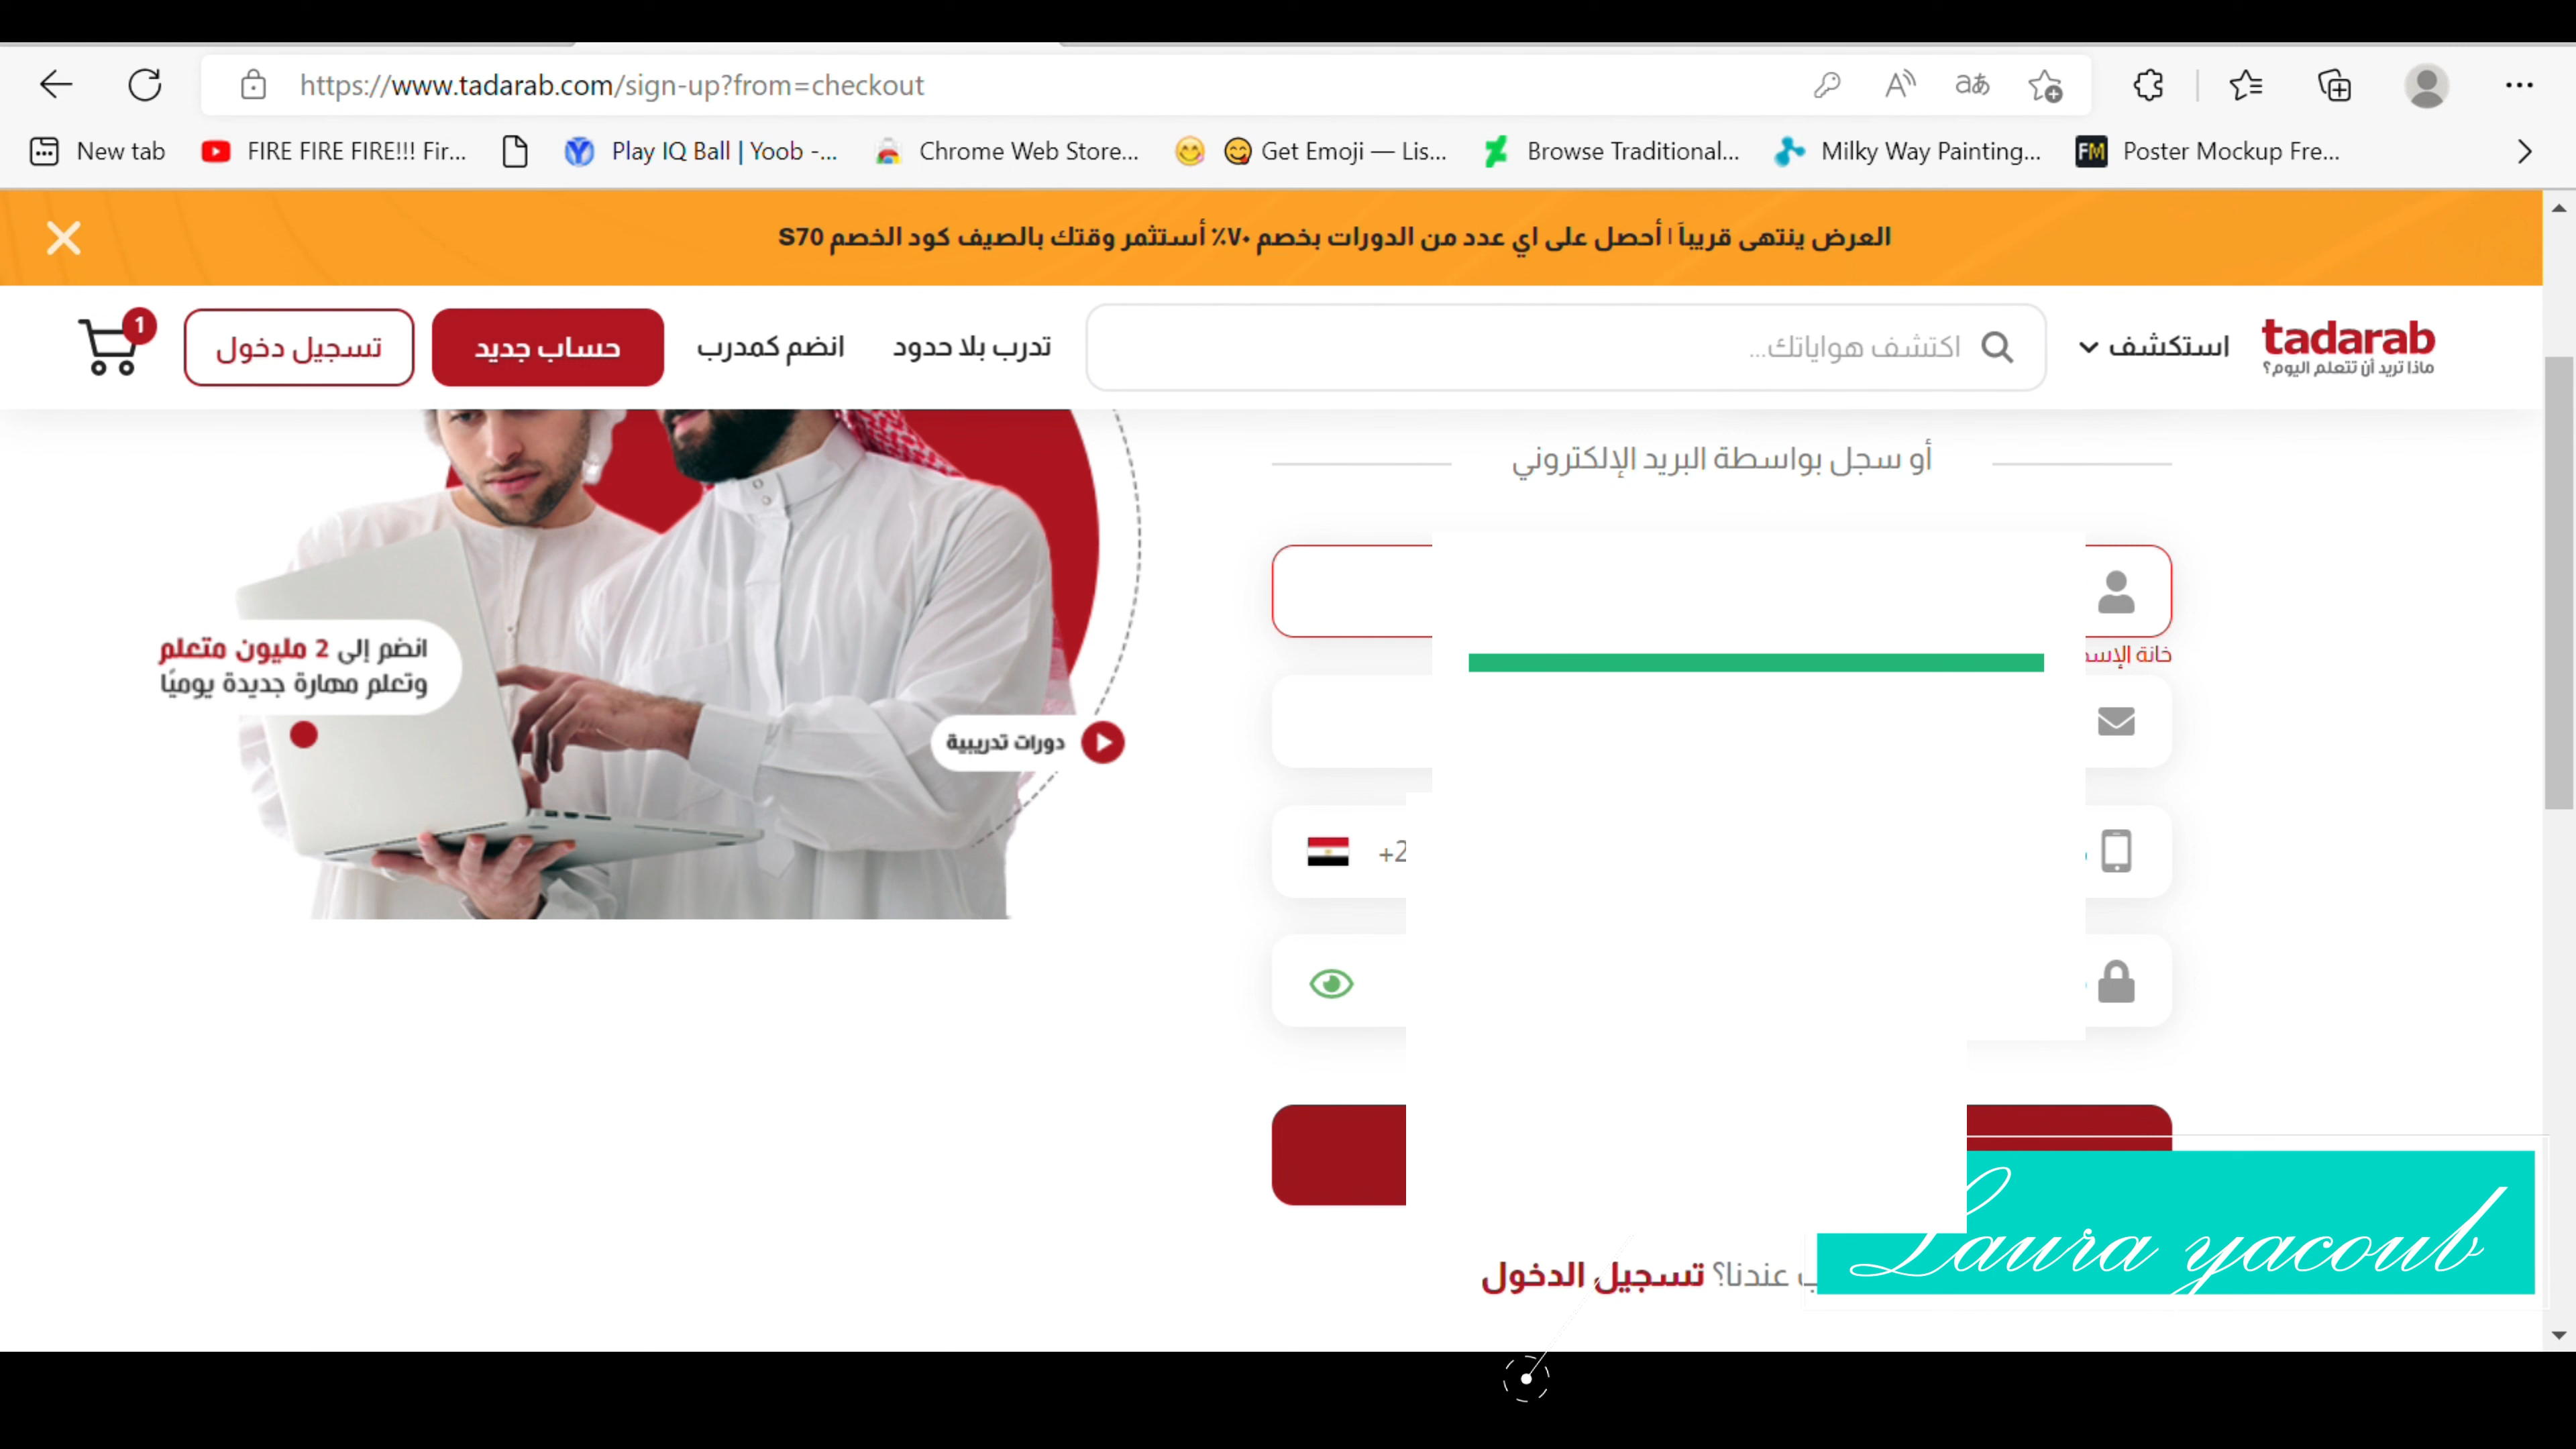 https://www.tadarab.com/sign-up?from=checkout
New tab
FIRE FIRE FIRE!!! Fir...
Play IQ Ball | Yoob -...
Chrome Web Store...
Get Emoji — Lis...
Browse Traditional...
Milky Way Painting...
FM
Poster Mockup Fre...
العرض ينتهى قريباً | أحصل على اي عدد من الدورات بخصم ٧٠٪ أستثمر وقتك بالصيف كود الخصم S70
tadarab
ماذا تريد أن تتعلم اليوم؟
استكشف
اكتشف هواياتك...
تدرب بلا حدود
انضم كمدرب
حساب جديد
تسجيل دخول
1
أو سجل بواسطة البريد الإلكتروني
خانة
انضم إلى 2 مليون متعلم
وتعلم مهارة جديدة يوميًا
دورات تدريبية
+2
عندنا؟ تسجيل الدخول
Laura yacoub